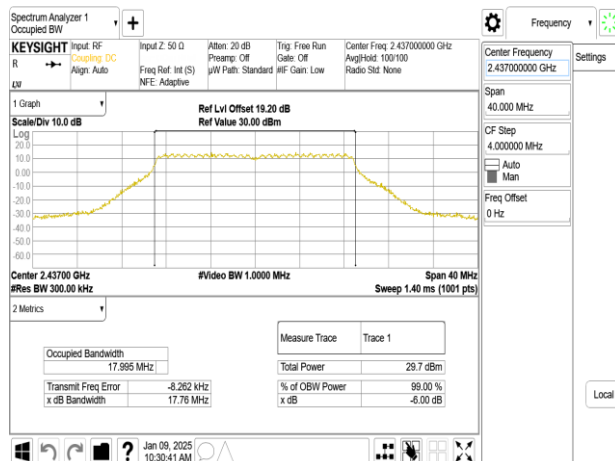 Spectrum Analyzer 1
Occupied BW
Frequency
KEYSIGHT
Input: RF
Coupling: DC
Align: Auto
Input Z: 50 Ω
Freq Ref: Int (S)
NFE: Adaptive
Atten: 20 dB
Preamp: Off
µW Path: Standard
Trig: Free Run
Gate: Off
#IF Gain: Low
Center Freq: 2.437000000 GHz
Avg|Hold: 100/100
Radio Std: None
R
LXI
Center Frequency
2.437000000 GHz
Settings
Span
40.000 MHz
CF Step
4.000000 MHz
Auto
Man
Freq Offset
0 Hz
Local
1 Graph
Scale/Div 10.0 dB
Ref Lvl Offset 19.20 dB
Ref Value 30.00 dBm
Log
20.0
10.0
0.00
-10.0
-20.0
-30.0
-40.0
-50.0
-60.0
Center 2.43700 GHz
#Video BW 1.0000 MHz
Span 40 MHz
#Res BW 300.00 kHz
Sweep 1.40 ms (1001 pts)
2 Metrics
Measure Trace Trace 1
Occupied Bandwidth
17.995 MHz
Total Power 29.7 dBm
Transmit Freq Error -8.262 kHz
% of OBW Power 99.00 %
x dB Bandwidth 17.76 MHz
x dB -6.00 dB
?
Jan 09, 2025
10:30:41 AM